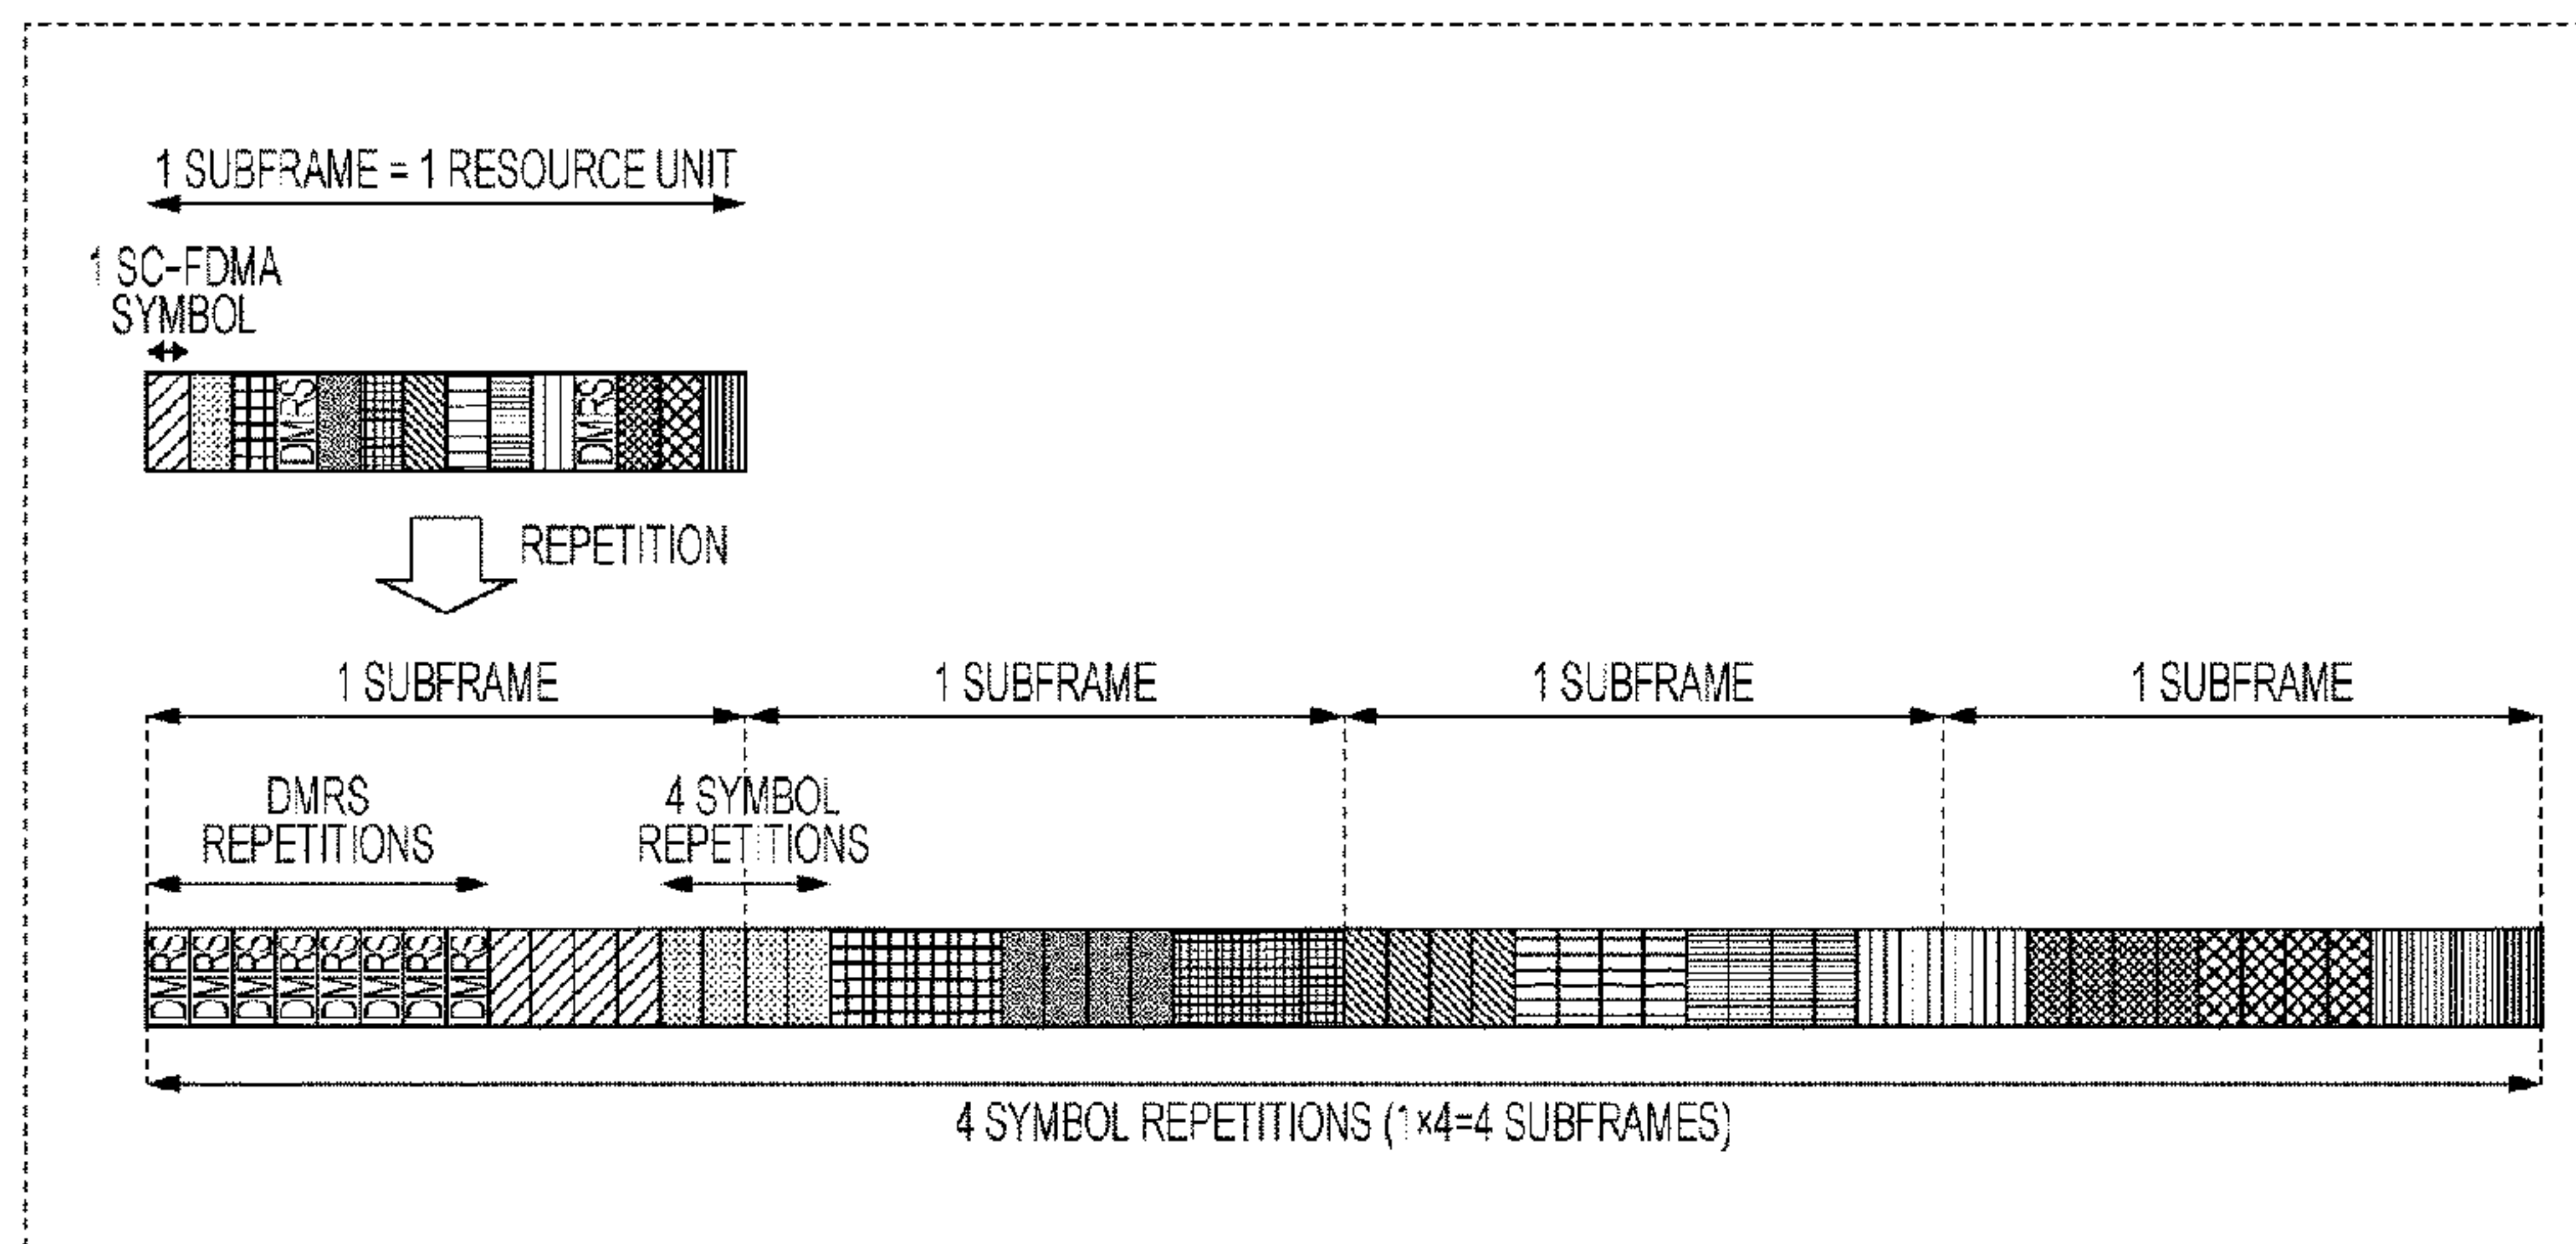 1 SUBFRAME = 1 RESOURCE UNIT
1 SC-FDMA
SYMBOL
DMRS
DMRS
REPETITION
1 SUBFRAME
1 SUBFRAME
1 SUBFRAME
1 SUBFRAME
DMRS
REPETITIONS
4 SYMBOL
REPETITIONS
DMRS
DMRS
DMRS
DMRS
DMRS
DMRS
DMRS
DMRS
4 SYMBOL REPETITIONS (1×4=4 SUBFRAMES)